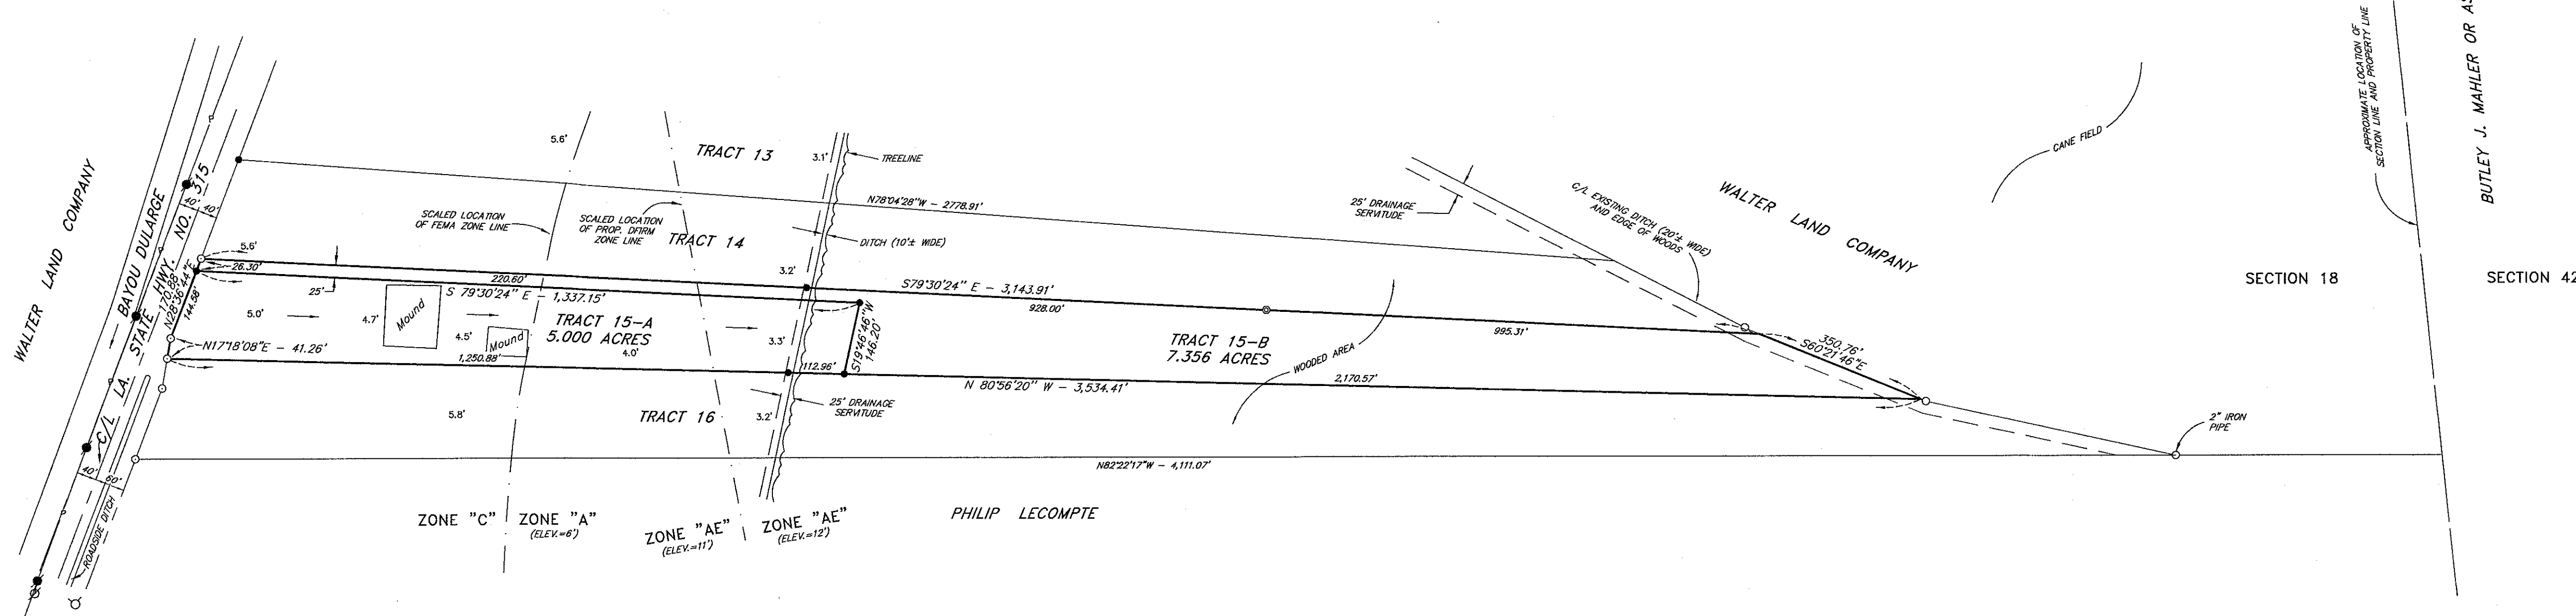 WALTER LAND COMPANY
BAYOU DULARGE
STATE HWY. NO. 315
C/L LA.
40' 40'
5.6'
26.30'
170.88'
N28°36'44"E
144.58'
N17°18'08"E - 41.26'
25'
5.0'
4.7'
Mound
4.5'
Mound
4.0'
40'
60'
ROADSIDE DITCH
5.6'
SCALED LOCATION
OF FEMA ZONE LINE
SCALED LOCATION
OF PROP. DFIRM
ZONE LINE
TRACT 13
TRACT 14
3.1'
TREELINE
N78°04'28"W - 2778.91'
DITCH (10'± WIDE)
3.2'
220.60'
S 79°30'24" E - 1,337.15'
S79°30'24" E - 3,143.91'
928.00'
995.31'
TRACT 15-A
5.000 ACRES
3.3'
S19°46'46"W
146.20'
1,250.88'
112.96'
TRACT 15-B
7.356 ACRES
WOODED AREA
N 80°56'20" W - 3,534.41'
2,170.57'
350.76'
S60°21'46"E
25' DRAINAGE
SERVITUDE
C/L EXISTING DITCH (20'± WIDE)
AND EDGE OF WOODS
WALTER LAND COMPANY
CANE FIELD
APPROXIMATE LOCATION OF
SECTION LINE AND PROPERTY LINE
BUTLEY J. MAHLER OR
SECTION 18
SECTION 42
5.8'
TRACT 16
3.2'
25' DRAINAGE
SERVITUDE
2" IRON
PIPE
N82°22'17"W - 4,111.07'
ZONE "C"
ZONE "A"
(ELEV.=6')
ZONE "AE"
(ELEV.=11')
ZONE "AE"
(ELEV.=12')
PHILIP LECOMPTE